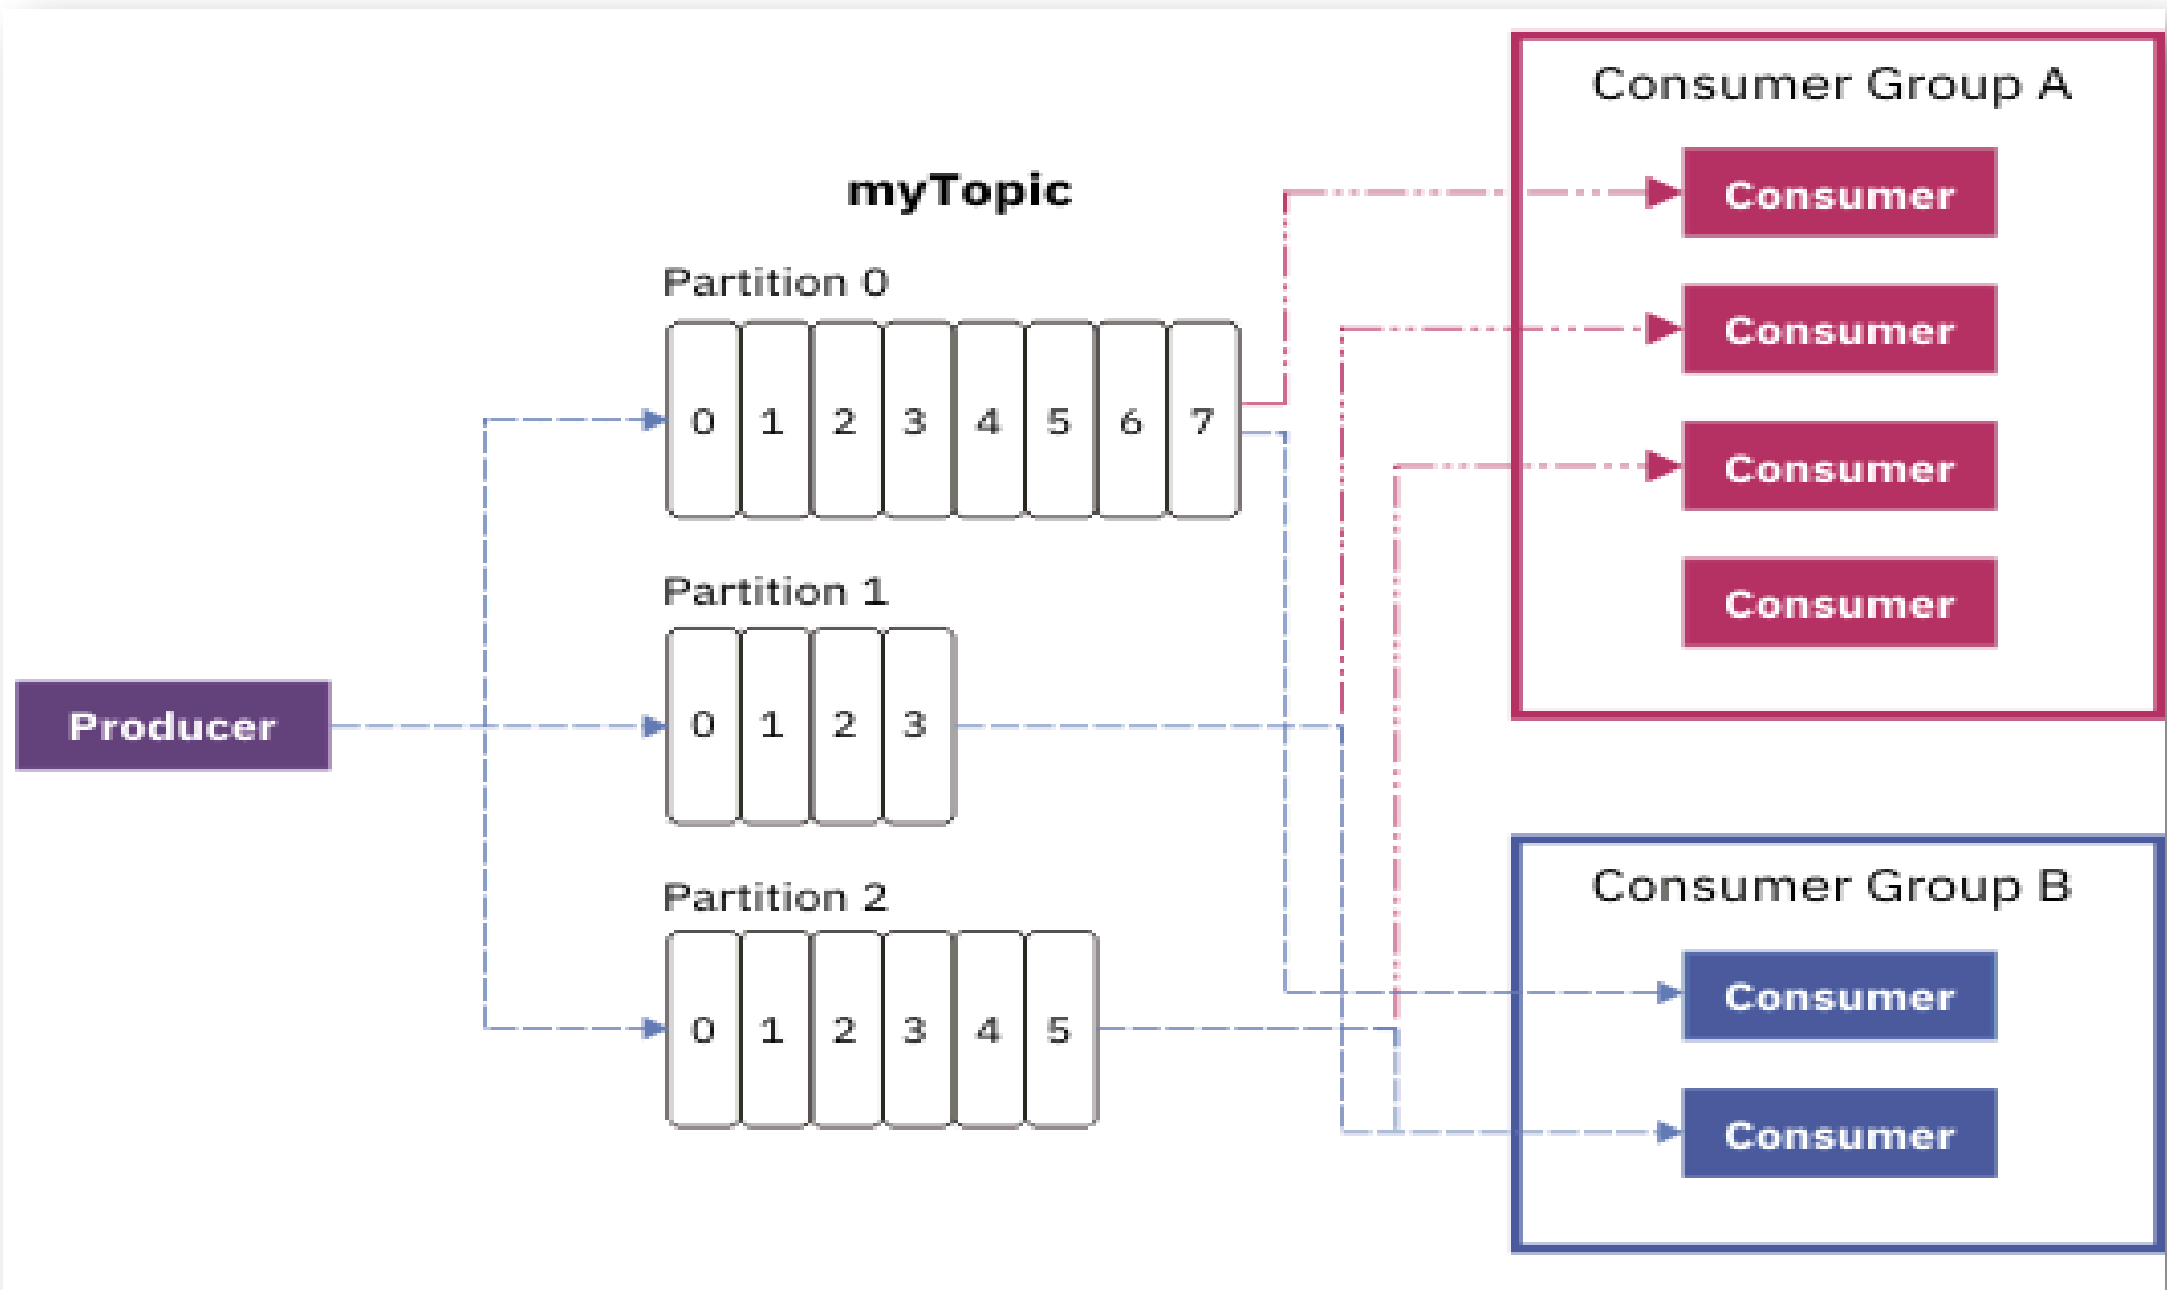 Consumer Group A
Consumer
myTopic
Partition 0
Consumer
0 1 2 3 4 5 6 7
Consumer
Partition 1
Consumer
Producer
0 1 2 3
Partition 2
Consumer Group B
0 1 2 3 4 5
Consumer
Consumer